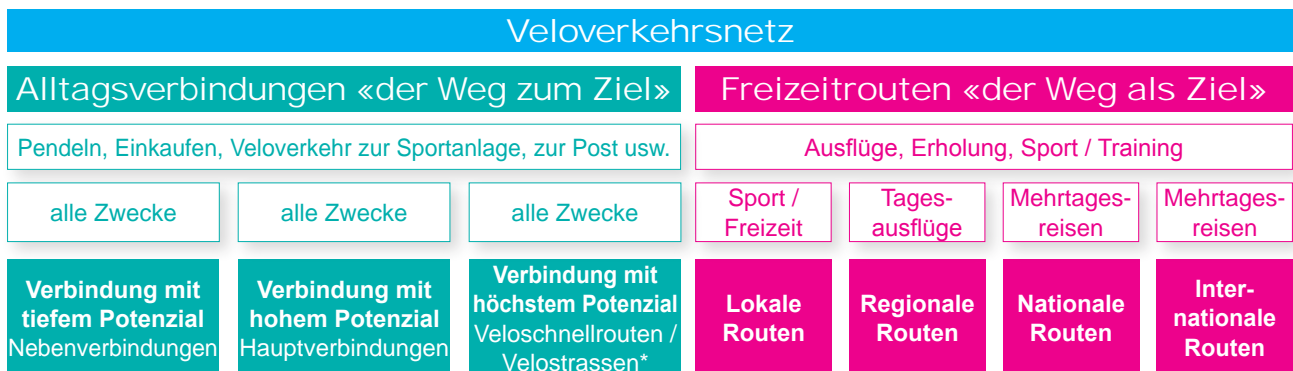 Veloverkehrsnetz
Alltagsverbindungen «der Weg zum Ziel»
Freizeitrouten «der Weg als Ziel»
Pendeln, Einkaufen, Veloverkehr zur Sportanlage, zur Post usw.
Ausflüge, Erholung, Sport / Training
alle Zwecke
alle Zwecke
alle Zwecke
Sport /
Freizeit
Tages-
ausflüge
Mehrtages-
reisen
Mehrtages-
reisen
Verbindung mit
tiefem Potenzial
Nebenverbindungen
Verbindung mit
hohem Potenzial
Hauptverbindungen
Verbindung mit
höchstem Potenzial
Veloschnellrouten /
Velostrassen*
Lokale
Routen
Regionale
Routen
Nationale
Routen
Inter-
nationale
Routen